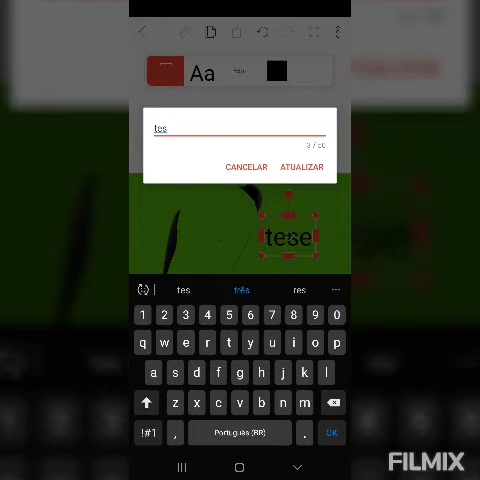 Aa
tes
3 / 50
CANCELAR ATUALIZAR
tese
tes três res ...
1 2 3 4 5 6 7 8 9 0
q w e r t y u i o p
a s d f g h j k l
z x c v b n m
!#1 , Português (BR) . OK
FILMIX